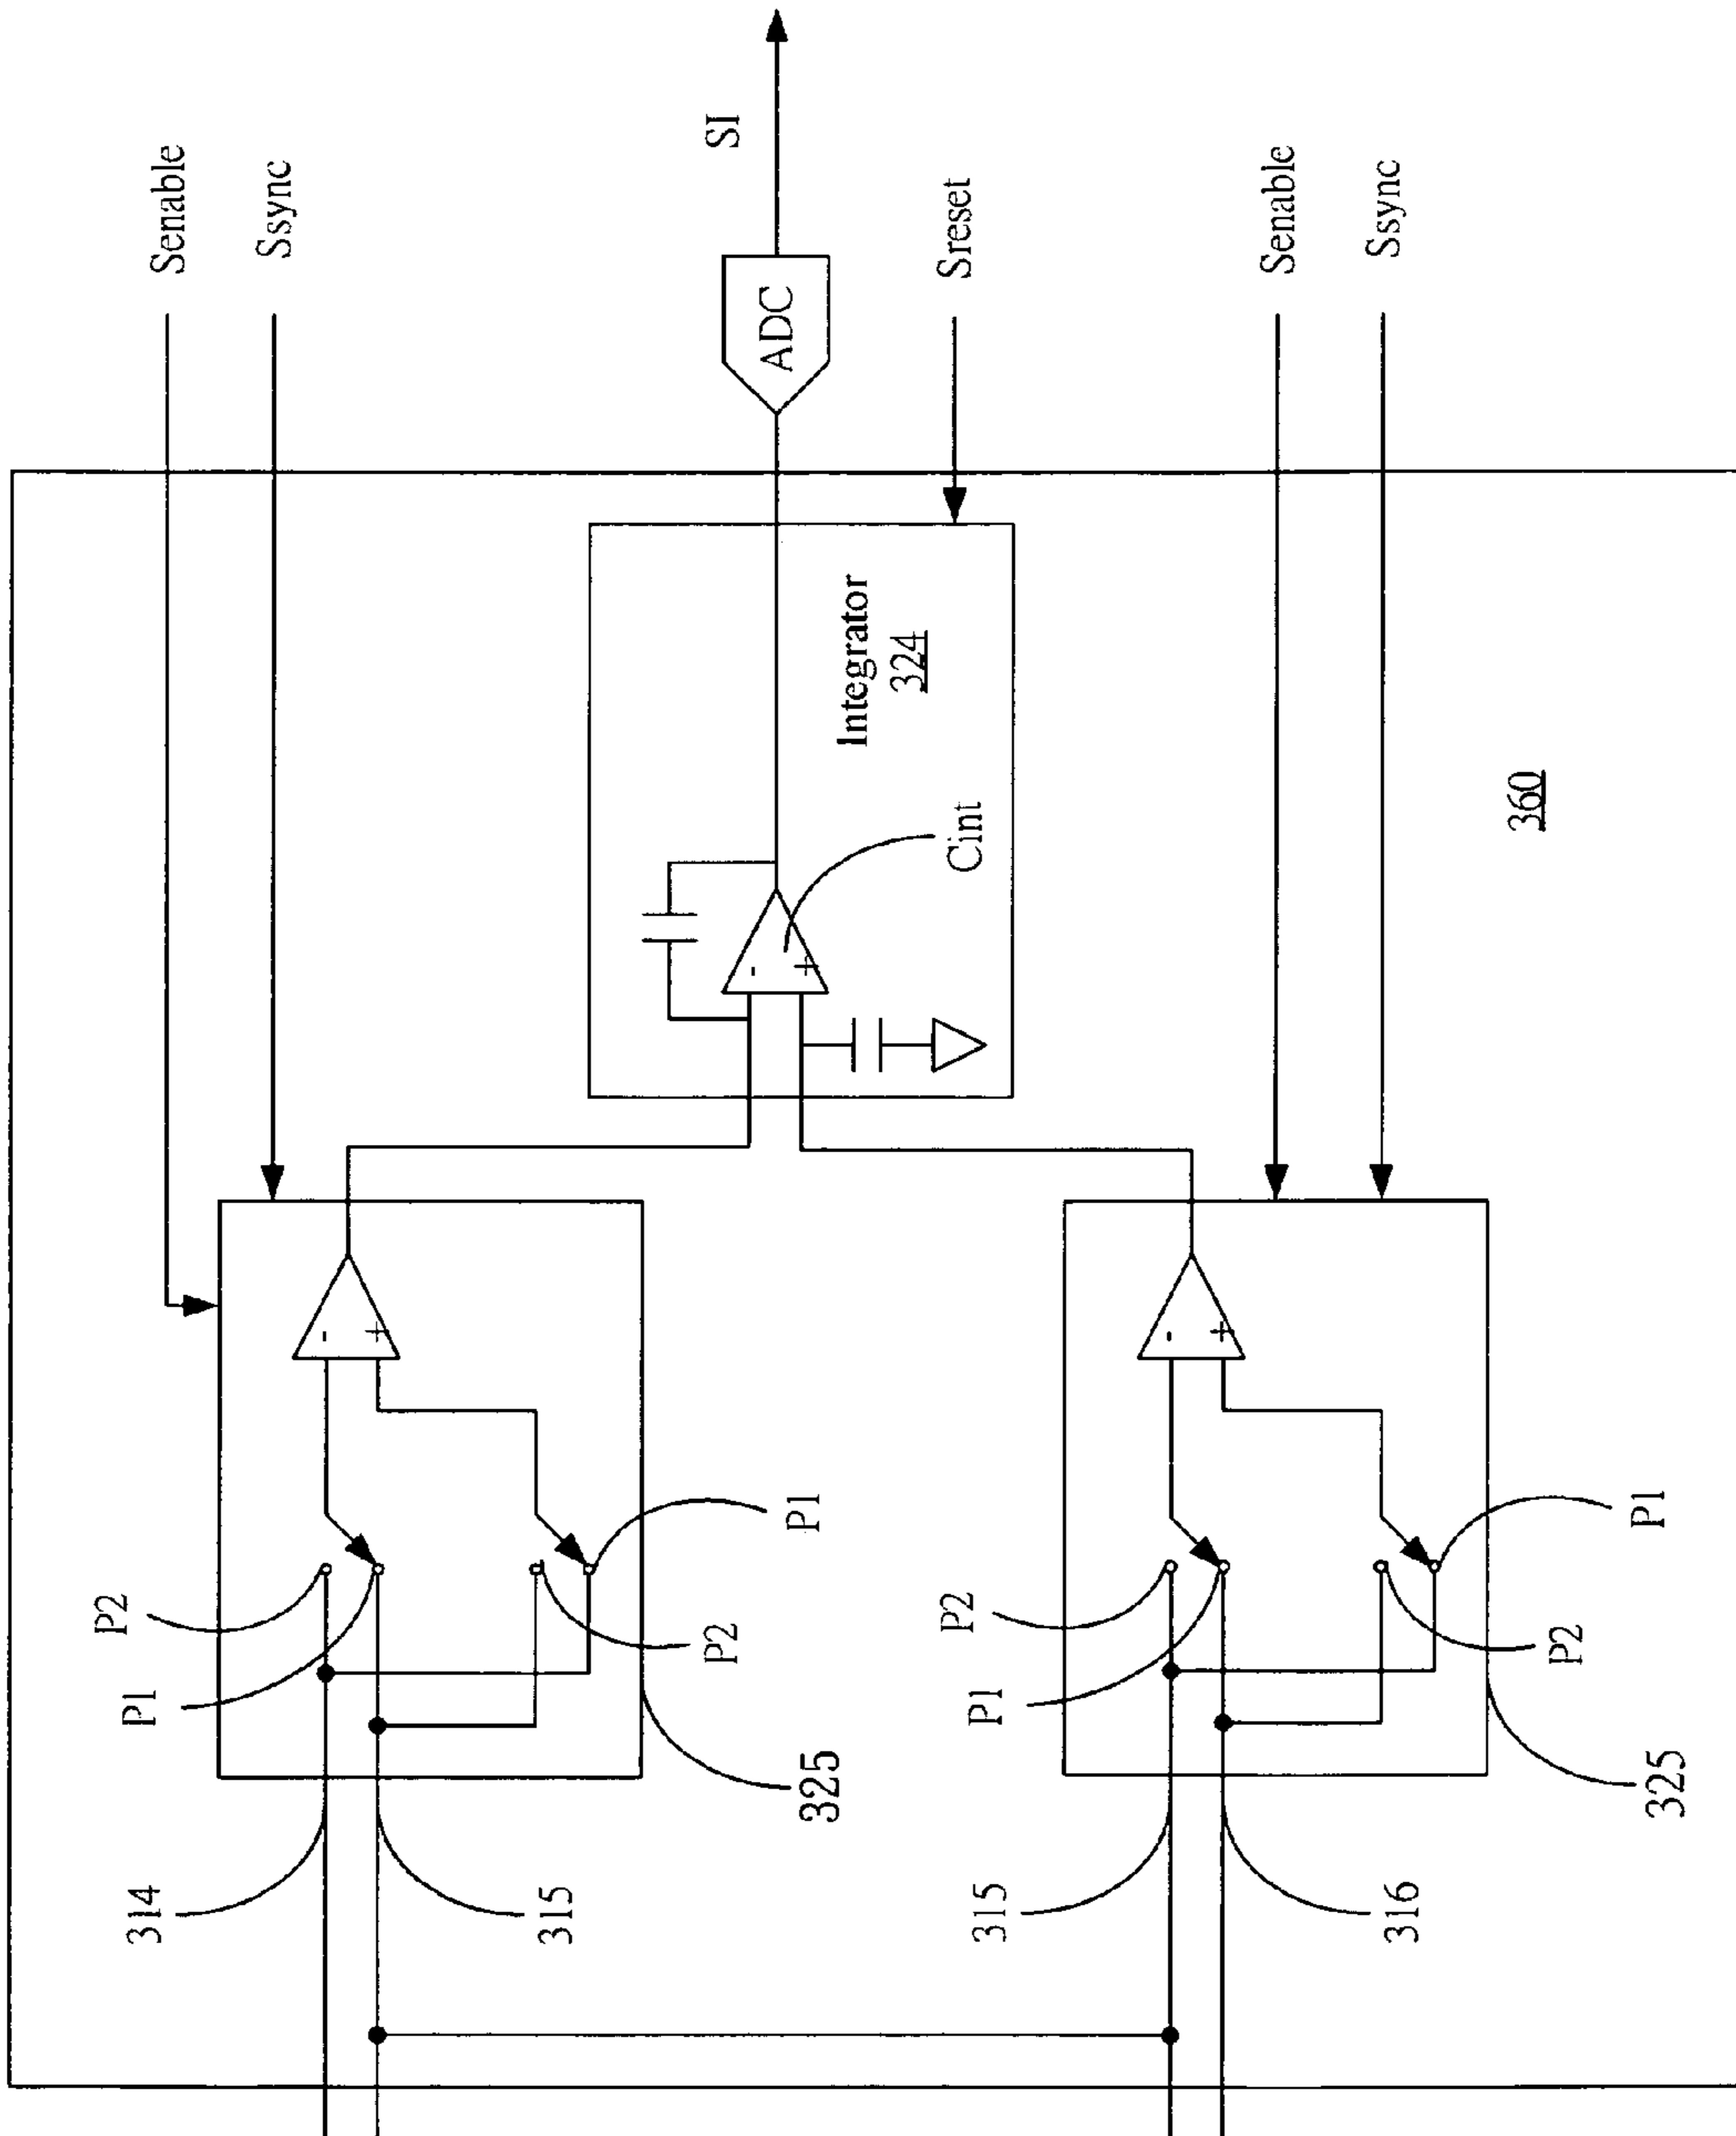 SI
Senable
Ssync
ADC
Sreset
Senable
Ssync
Integrator
324
Cint
360
-
+
-
+
-
+
P2
P1
P2
P1
P2
P1
P2
P1
325
325
314
315
315
316